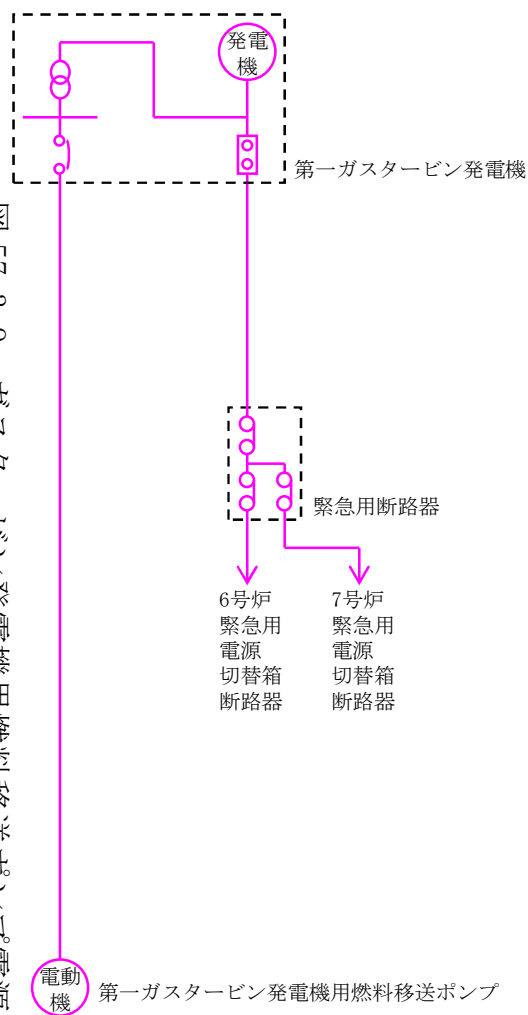 発電
機
第一ガスタービン発電機
緊急用断路器
6号炉
緊急用
電源
切替箱
断路器
7号炉
緊急用
電源
切替箱
断路器
電動
機
第一ガスタービン発電機用燃料移送ポンプ